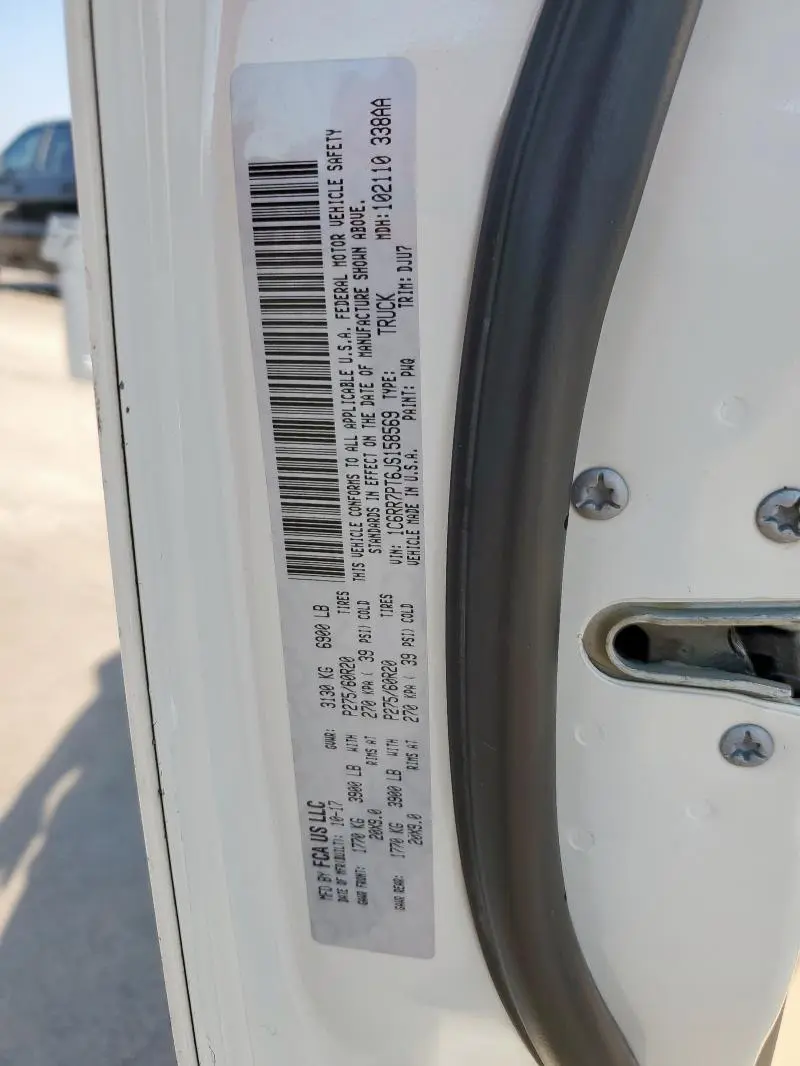 MFD BY FCA US LLC
DATE OF MFR(BUILT): 10-17 GVWR: 3130 KG 6900 LB
GAWR FRONT: 1770 KG 3900 LB WITH P275/60R20 TIRES
20X9.0 RIMS AT 270 KPA( 39 PSI) COLD
GAWR REAR: 1770 KG 3900 LB WITH P275/60R20 TIRES
20X9.0 RIMS AT 270 KPA( 39 PSI) COLD
THIS VEHICLE CONFORMS TO ALL APPLICABLE U.S.A. FEDERAL MOTOR VEHICLE SAFETY
STANDARDS IN EFFECT ON THE DATE OF MANUFACTURE SHOWN ABOVE.
VIN: 1C6RR7PT6JS158569 TYPE: TRUCK MDH:102110 338AA
VEHICLE MADE IN U.S.A. PAINT: PWQ TRIM: DJU7